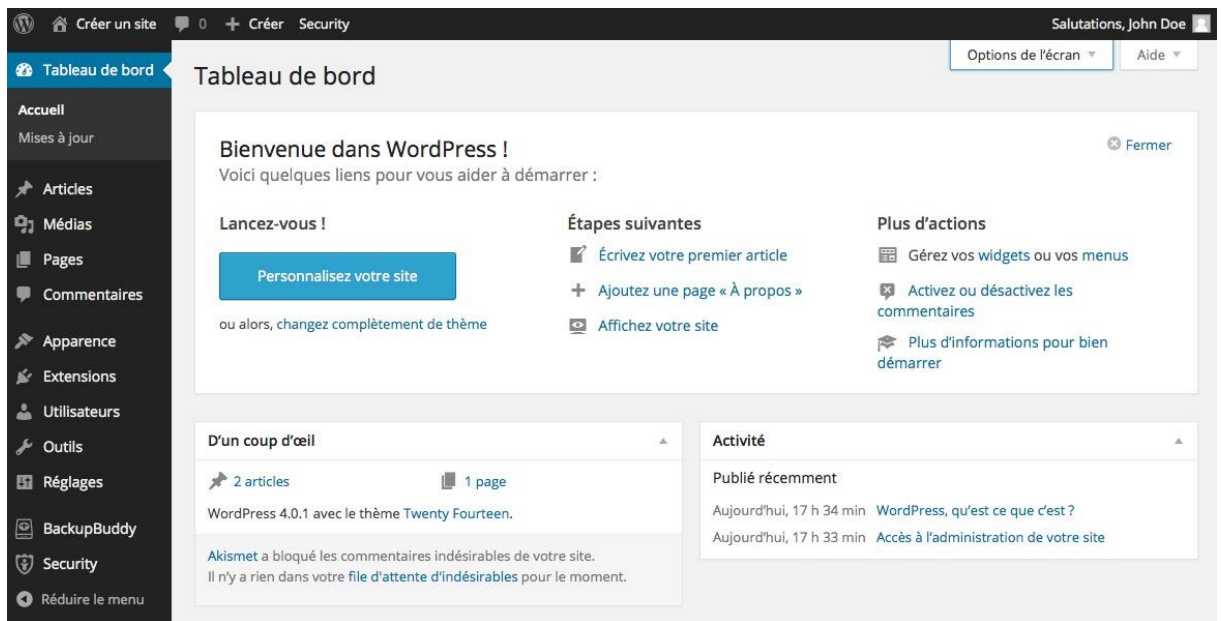 Créer un site 0 + Créer Security Salutations, John Doe
Options de l'écran Aide
Tableau de bord
Accueil
Mises à jour
Articles
Médias
Pages
Commentaires
Apparence
Extensions
Utilisateurs
Outils
Réglages
BackupBuddy
Security
Réduire le menu
Tableau de bord
Bienvenue dans WordPress !
Fermer
Voici quelques liens pour vous aider à démarrer :
Lancez-vous !
Personnalisez votre site
ou alors, changez complètement de thème
Étapes suivantes
Écrivez votre premier article
Ajoutez une page « À propos »
Affichez votre site
Plus d'actions
Gérez vos widgets ou vos menus
Activez ou désactivez les
commentaires
Plus d'informations pour bien
démarrer
D'un coup d'œil
2 articles 1 page
WordPress 4.0.1 avec le thème Twenty Fourteen.
Akismet a bloqué les commentaires indésirables de votre site.
Il n'y a rien dans votre file d'attente d'indésirables pour le moment.
Activité
Publié récemment
Aujourd'hui, 17 h 34 min WordPress, qu'est ce que c'est ?
Aujourd'hui, 17 h 33 min Accès à l'administration de votre site